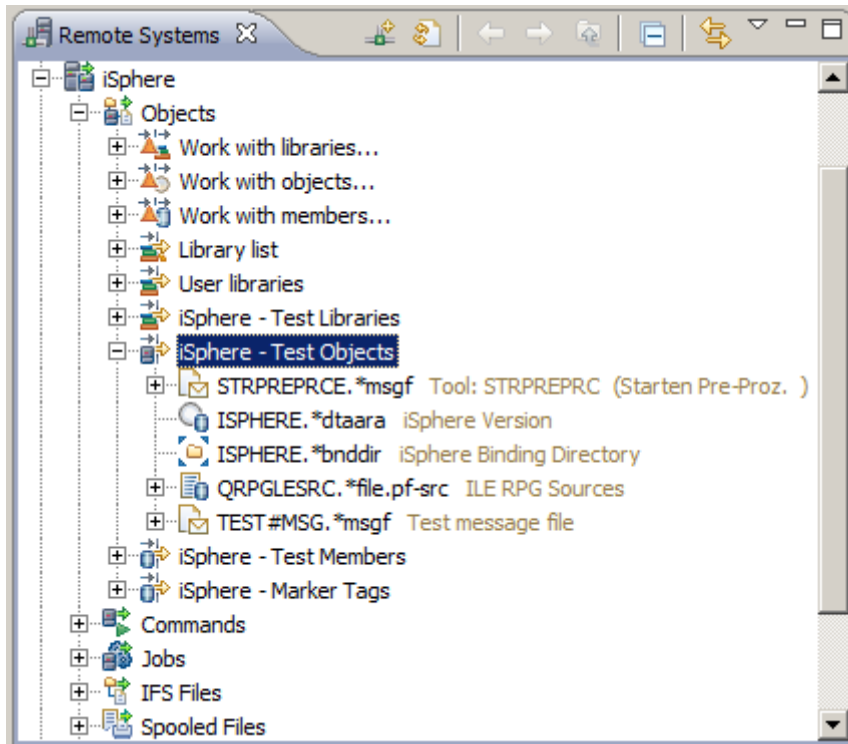 Remote Systems
iSphere
Objects
Work with libraries...
Work with objects...
Work with members...
Library list
User libraries
iSphere - Test Libraries
iSphere - Test Objects
STRPREPRCE.*msgf Tool: STRPREPRC (Starten Pre-Proz. )
ISPHERE.*dtaara iSphere Version
ISPHERE.*bnddir iSphere Binding Directory
QRPGLESRC.*file.pf-src ILE RPG Sources
TEST#MSG.*msgf Test message file
iSphere - Test Members
iSphere - Marker Tags
Commands
Jobs
IFS Files
Spooled Files